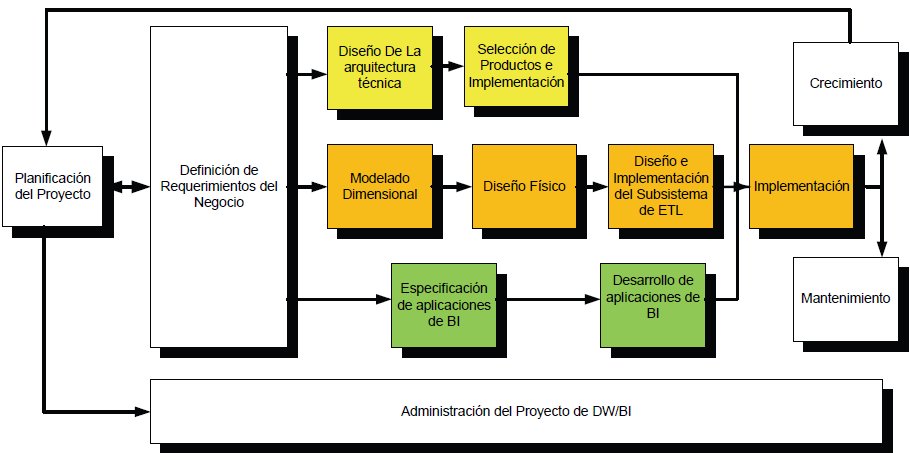 Planificación
del Proyecto
Definición de
Requerimientos del
Negocio
Diseño De La
arquitectura
técnica
Selección de
Productos e
Implementación
Modelado
Dimensional
Diseño Físico
Diseño e
Implementación
del Subsistema
de ETL
Implementación
Especificación
de aplicaciones
de BI
Desarrollo de
aplicaciones de
BI
Crecimiento
Mantenimiento
Administración del Proyecto de DW/BI